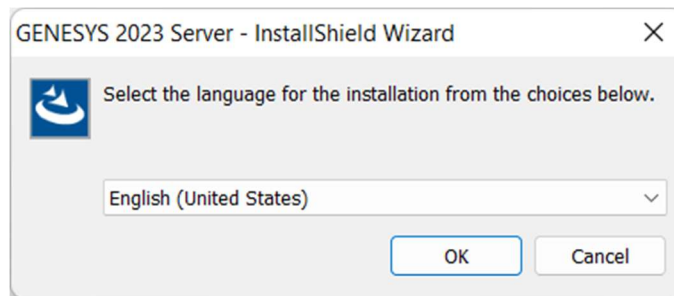 GENESYS 2023 Server - InstallShield Wizard
Select the language for the installation from the choices below.
English (United States)
OK Cancel